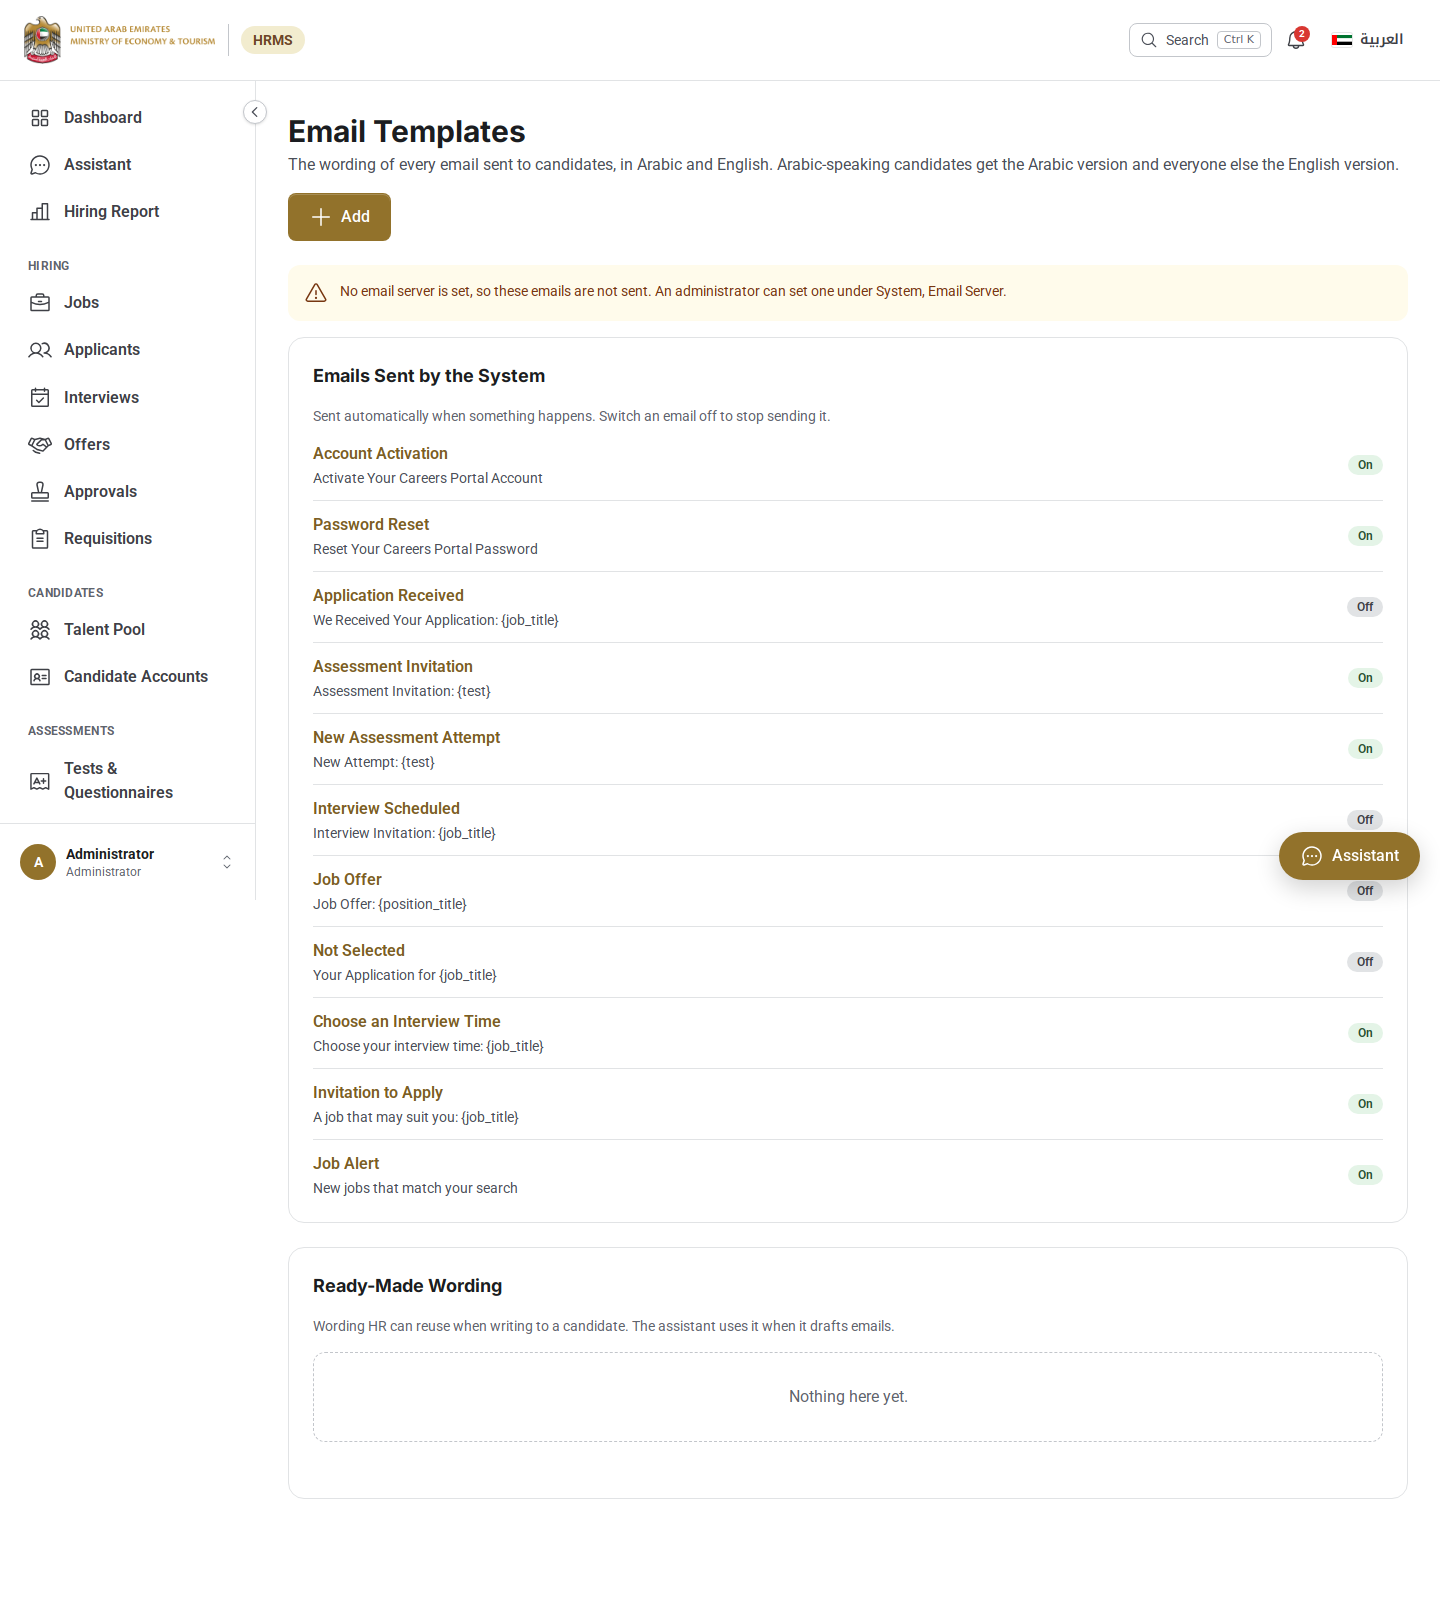 UNITED ARAB EMIRATES
MINISTRY OF ECONOMY & TOURISM
HRMS
Search
Ctrl K
2
العربية
Dashboard
Assistant
Hiring Report
HIRING
Jobs
Applicants
Interviews
Offers
Approvals
Requisitions
CANDIDATES
Talent Pool
Candidate Accounts
ASSESSMENTS
Tests &
Questionnaires
A
Administrator
Administrator
Email Templates
The wording of every email sent to candidates, in Arabic and English. Arabic-speaking candidates get the Arabic version and everyone else the English version.
Add
No email server is set, so these emails are not sent. An administrator can set one under System, Email Server.
Emails Sent by the System
Sent automatically when something happens. Switch an email off to stop sending it.
Account Activation
Activate Your Careers Portal Account
On
Password Reset
Reset Your Careers Portal Password
On
Application Received
We Received Your Application: {job_title}
Off
Assessment Invitation
Assessment Invitation: {test}
On
New Assessment Attempt
New Attempt: {test}
On
Interview Scheduled
Interview Invitation: {job_title}
Off
Assistant
Job Offer
Job Offer: {position_title}
Off
Not Selected
Your Application for {job_title}
Off
Choose an Interview Time
Choose your interview time: {job_title}
On
Invitation to Apply
A job that may suit you: {job_title}
On
Job Alert
New jobs that match your search
On
Ready-Made Wording
Wording HR can reuse when writing to a candidate. The assistant uses it when it drafts emails.
Nothing here yet.